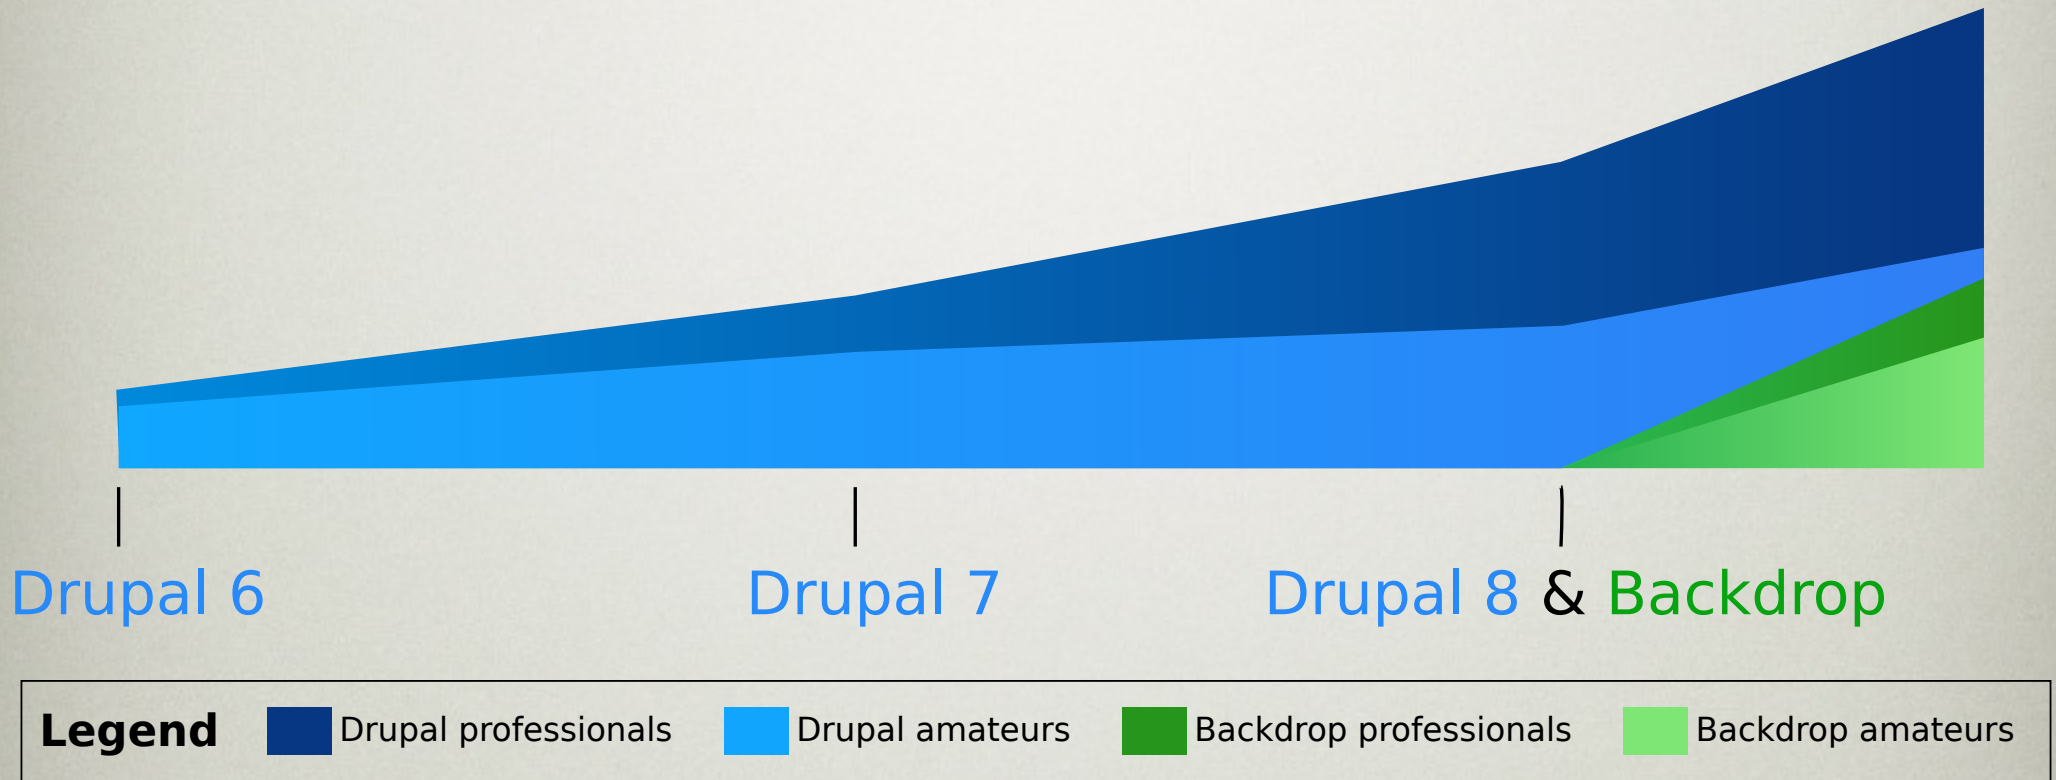 Drupal 6
Drupal 7
Drupal 8 & Backdrop
Legend
Drupal professionals
Drupal amateurs
Backdrop professionals
Backdrop amateurs